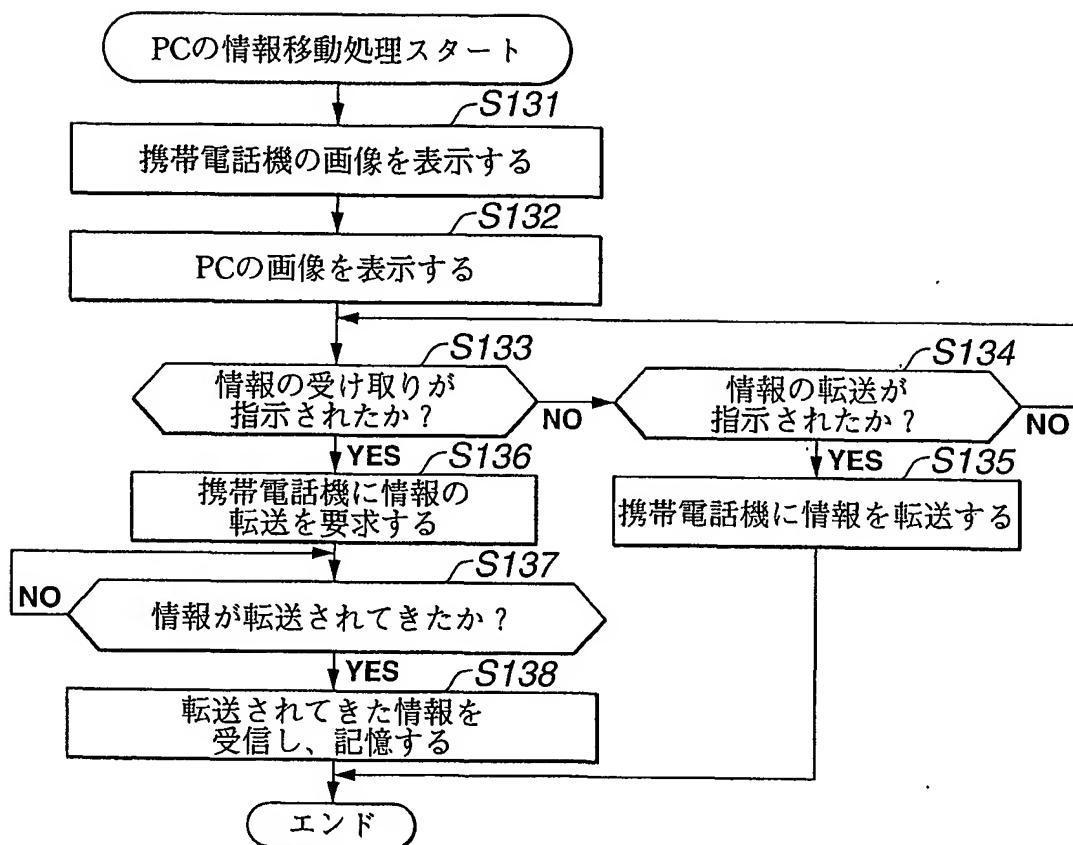 PCの情報移動処理スタート
S131
携帯電話機の画像を表示する
S132
PCの画像を表示する
S133
情報の受け取りが
指示されたか?
NO
S134
情報の転送が
指示されたか?
NO
YES
S136
携帯電話機に情報の
転送を要求する
YES
S135
携帯電話機に情報を転送する
S137
NO
情報が転送されてきたか?
YES
S138
転送されてきた情報を
受信し、記憶する
エンド